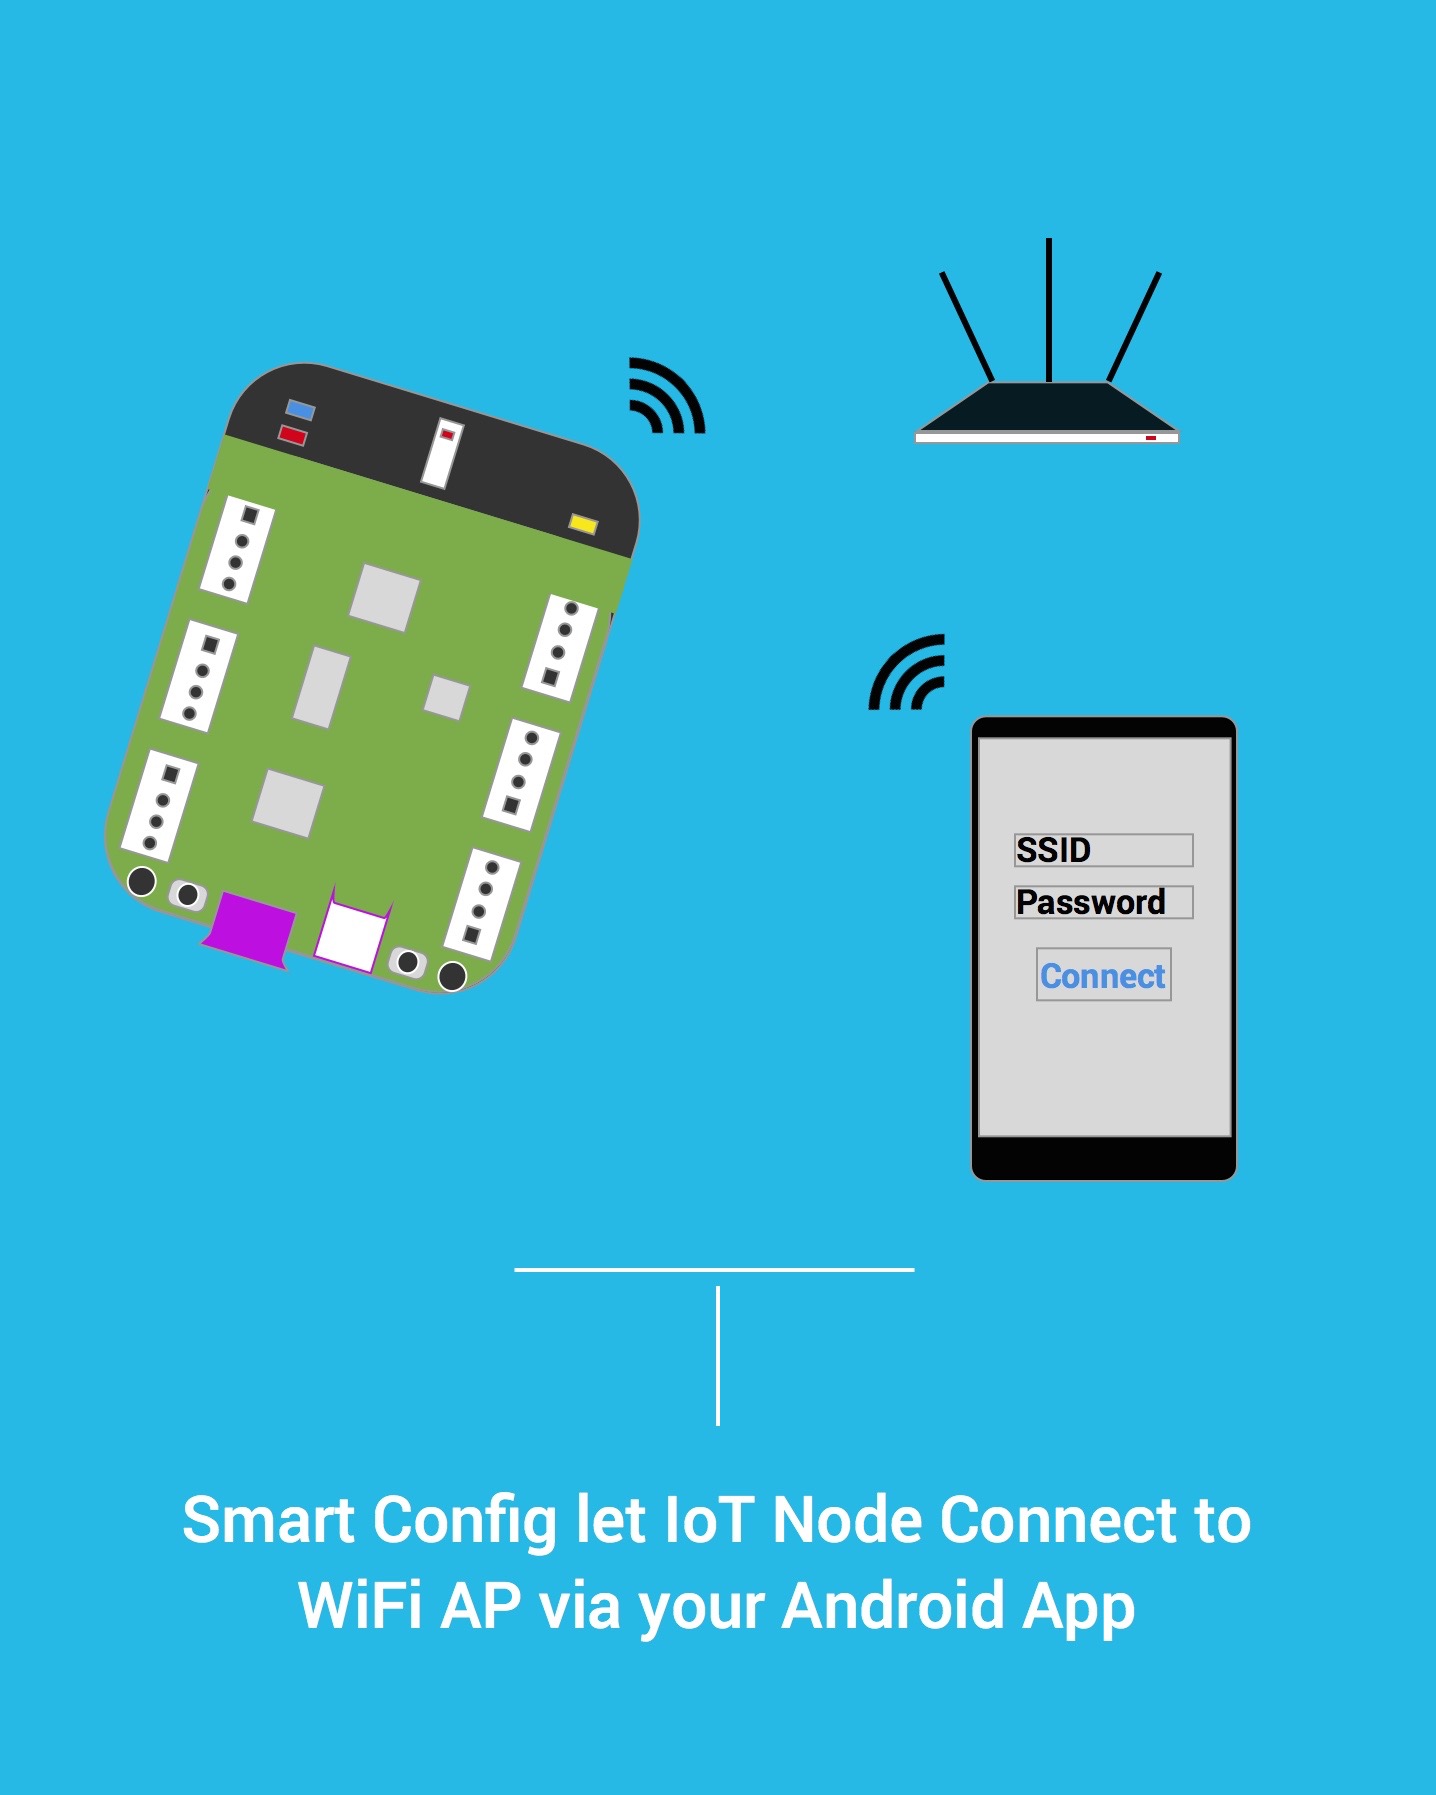 SSID
Password
Connect
Smart Config let IoT Node Connect to
WiFi AP via your Android App